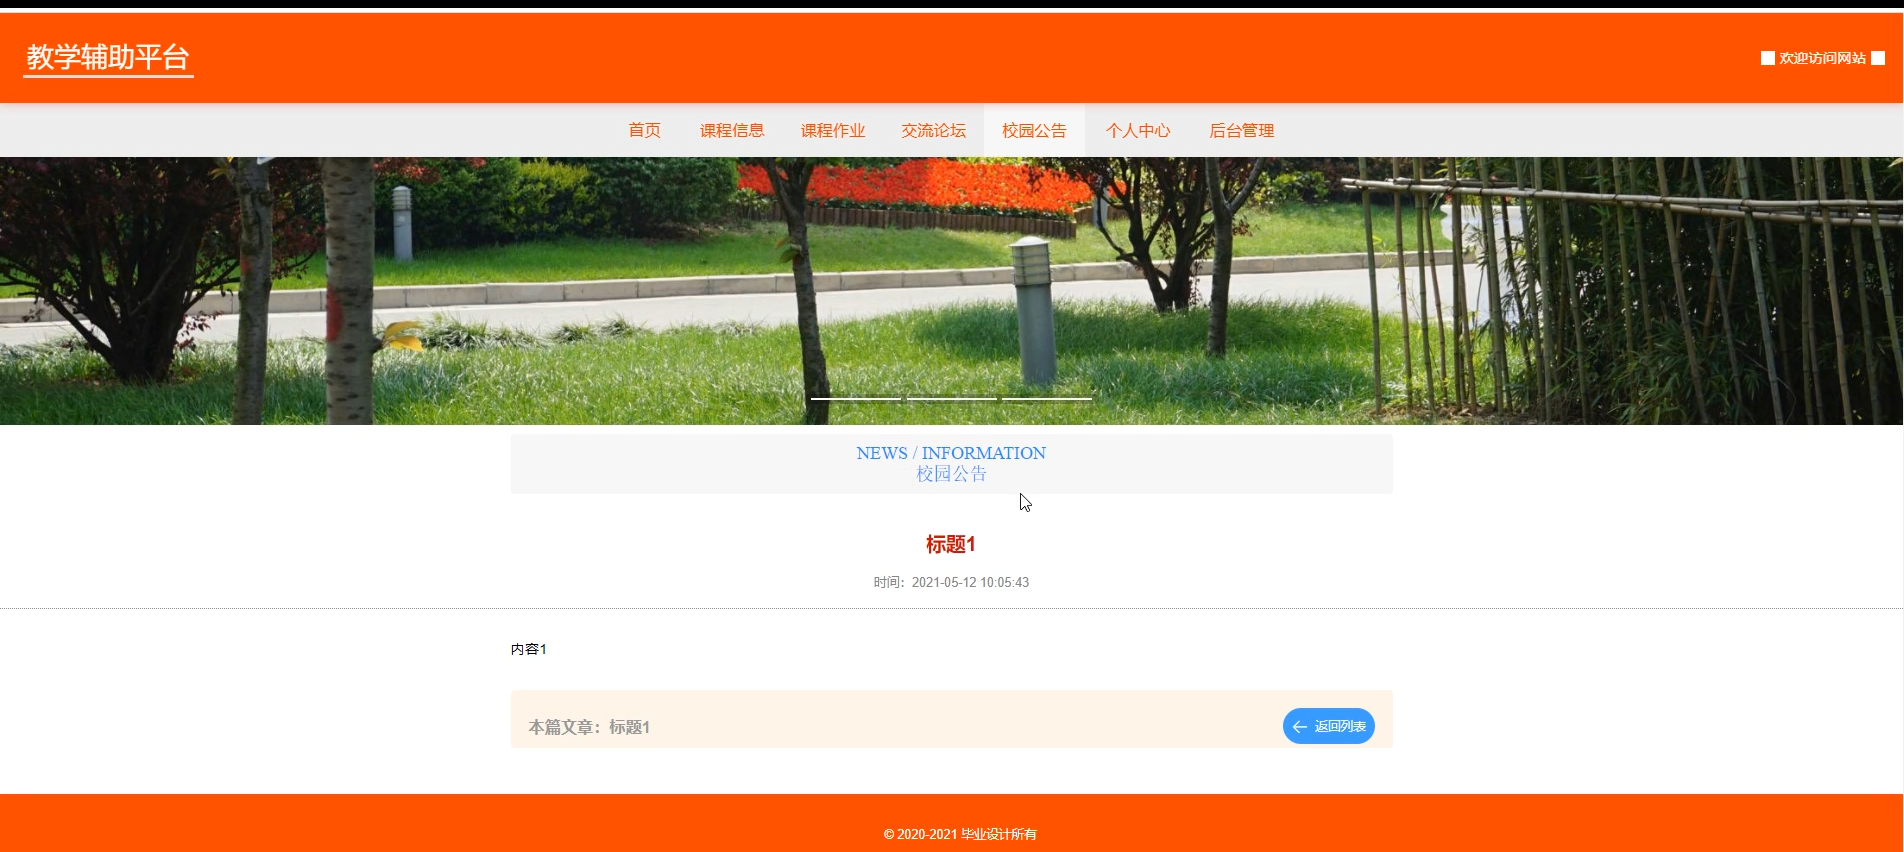 教学辅助平台
欢迎访问网站
首页 课程信息 课程作业 交流论坛 校园公告 个人中心 后台管理
NEWS / INFORMATION
校园公告
标题1
时间：2021-05-12 10:05:43
内容1
本篇文章：标题1
返回列表
© 2020-2021 毕业设计所有